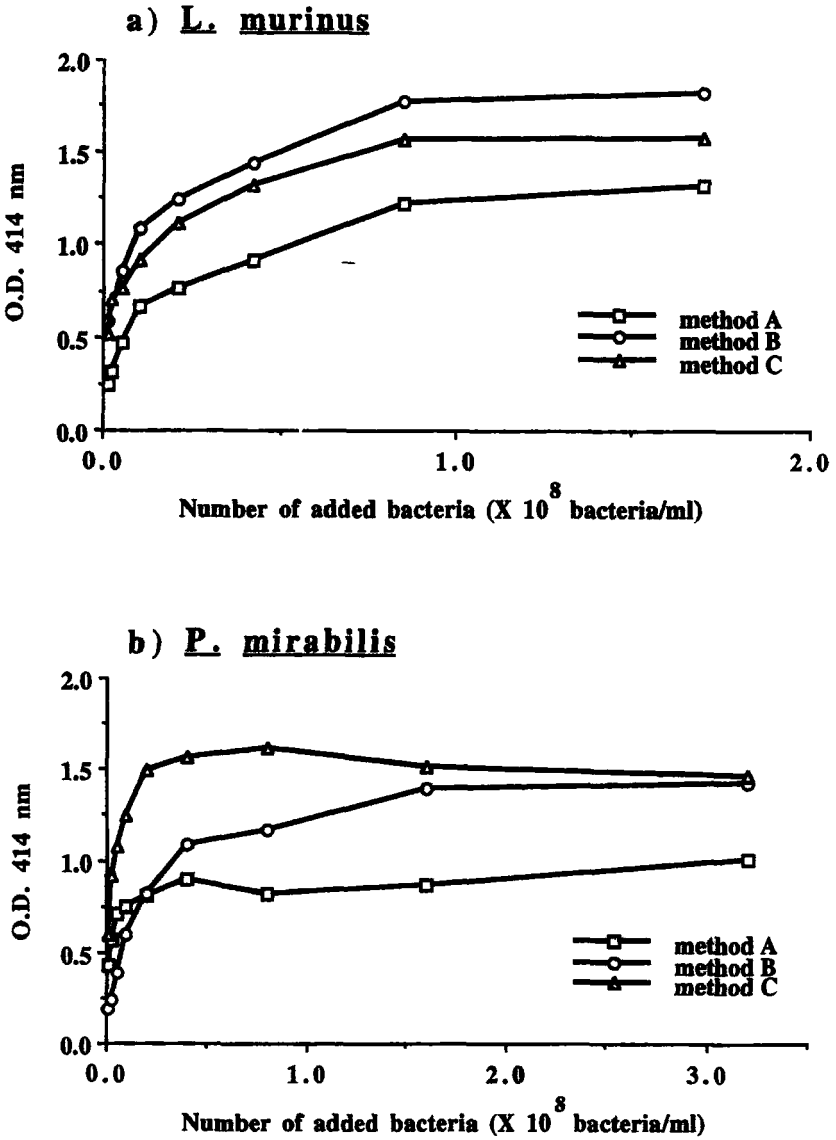 a) L. murinus
2.0
1.5
1.0
0.5
0.0
O.D. 414 nm
method A
method B
method C
0.0 1.0 2.0
Number of added bacteria (X 10^8 bacteria/ml)
b) P. mirabilis
2.0
1.5
1.0
0.5
0.0
O.D. 414 nm
method A
method B
method C
0.0 1.0 2.0 3.0
Number of added bacteria (X 10^8 bacteria/ml)